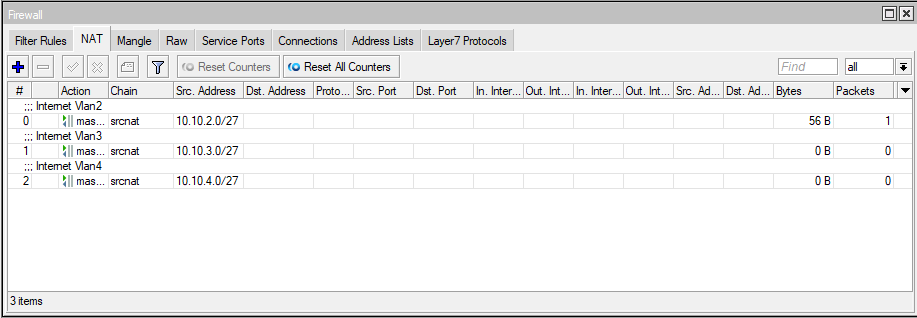 Firewall
Filter Rules NAT Mangle Raw Service Ports Connections Address Lists Layer7 Protocols
Reset Counters Reset All Counters Find all
# Action Chain Src. Address Dst. Address Proto... Src. Port Dst. Port In. Inter... Out. Int... In. Inter... Out. Int... Src. Ad... Dst. Ad... Bytes Packets
;;; Internet Vlan2
0 mas... srcnat 10.10.2.0/27 56 B 1
;;; Internet Vlan3
1 mas... srcnat 10.10.3.0/27 0 B 0
;;; Internet Vlan4
2 mas... srcnat 10.10.4.0/27 0 B 0
3 items